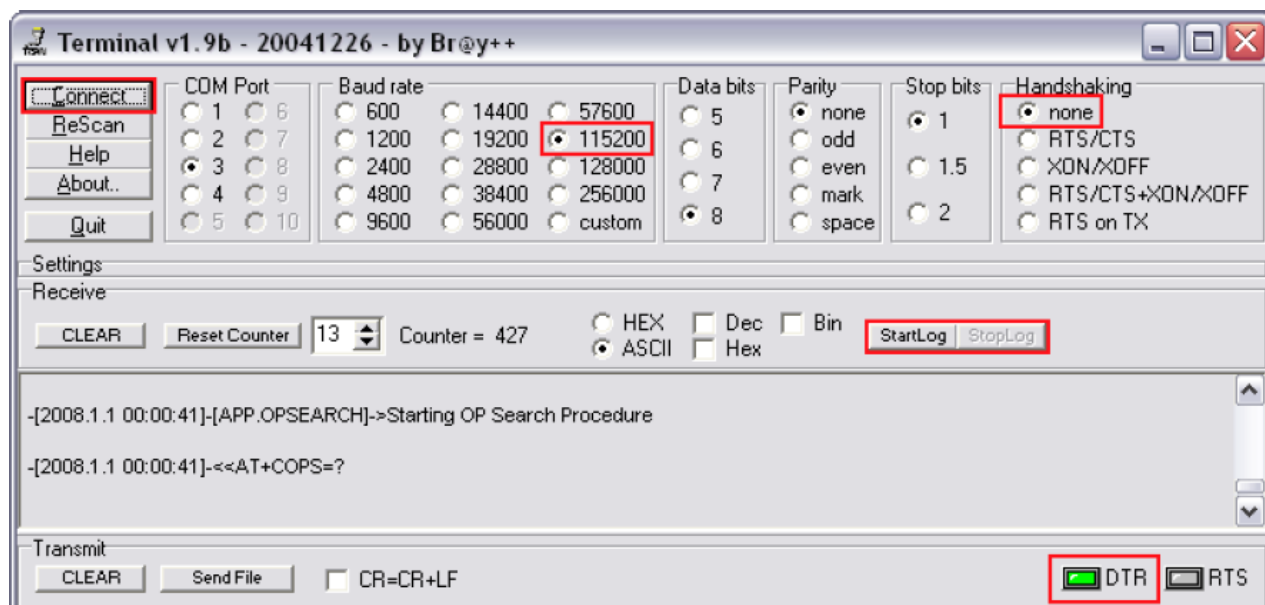 Terminal v1.9b - 20041226 - by Br@y++
Connect
ReScan
Help
About..
Quit
COM Port
1 6
2 7
3 8
4 9
5 10
Baud rate
600 14400 57600
1200 19200 115200
2400 28800 128000
4800 38400 256000
9600 56000 custom
Data bits
5
6
7
8
Parity
none
odd
even
mark
space
Stop bits
1
1.5
2
Handshaking
none
RTS/CTS
XON/XOFF
RTS/CTS+XON/XOFF
RTS on TX
Settings
Receive
CLEAR Reset Counter 13 Counter = 427
HEX Dec Bin
ASCII Hex
StartLog StopLog
-[2008.1.1 00:00:41]-[APP.OPSEARCH]->Starting OP Search Procedure
-[2008.1.1 00:00:41]-<<AT+COPS=?
Transmit
CLEAR Send File CR=CR+LF DTR RTS